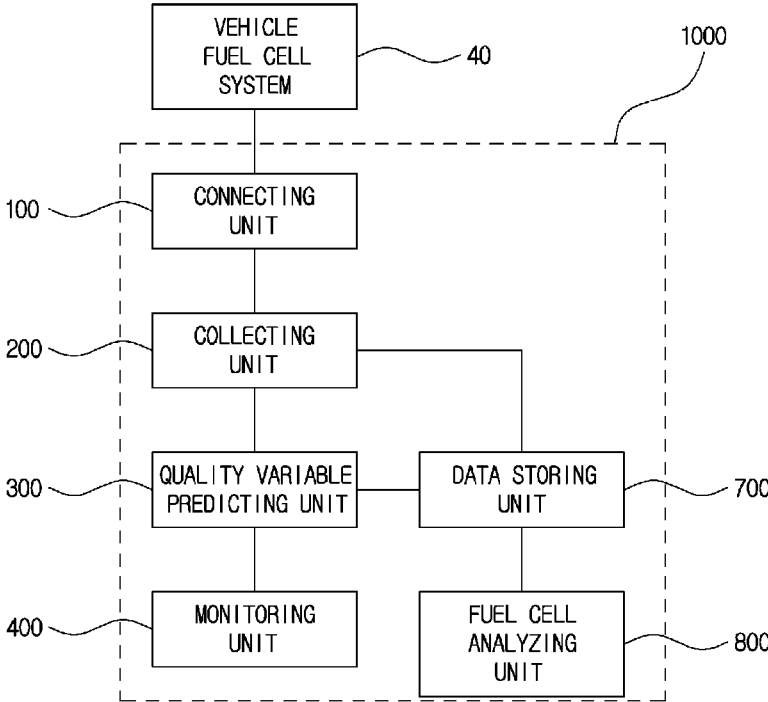 VEHICLE
FUEL CELL
SYSTEM
40
1000
100
CONNECTING
UNIT
200
COLLECTING
UNIT
300
QUALITY VARIABLE
PREDICTING UNIT
DATA STORING
UNIT
700
400
MONITORING
UNIT
FUEL CELL
ANALYZING
UNIT
800